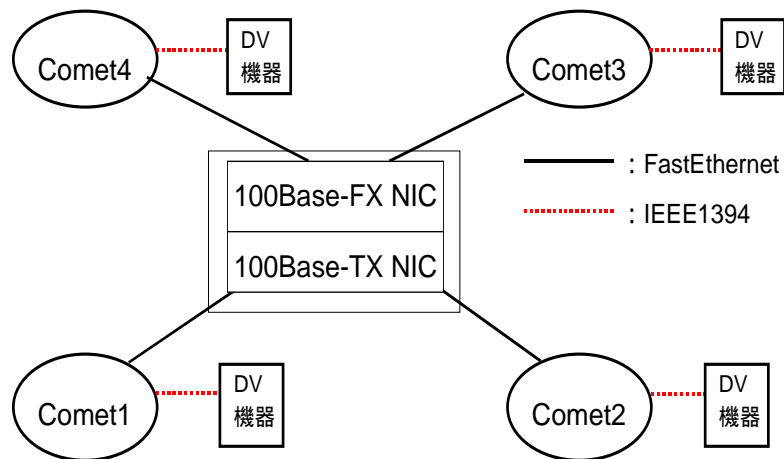 Comet4
DV
機器
Comet3
DV
機器
100Base-FX NIC
100Base-TX NIC
: FastEthernet
: IEEE1394
Comet1
DV
機器
Comet2
DV
機器